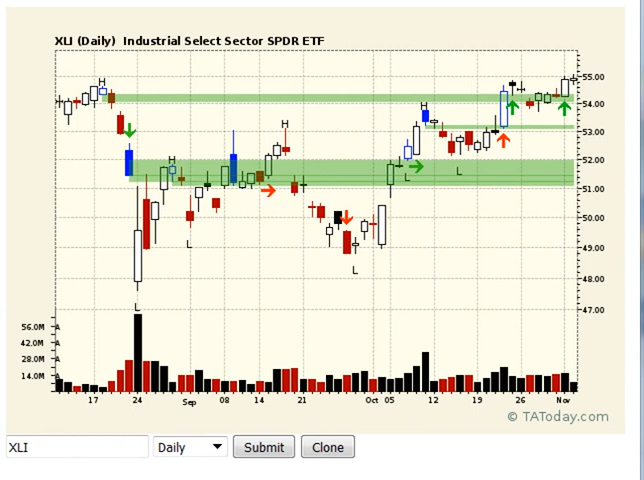 XLI (Daily) Industrial Select Sector SPDR ETF
H
H
H
H
L
L
L
L
L
55.00
54.00
53.00
52.00
51.00
50.00
49.00
48.00
47.00
56.0M
42.0M
28.0M
14.0M
17 24 Sep 08 14 21 Oct 05 12 19 26 Nov
© TAToday.com
XLI Daily Submit Clone